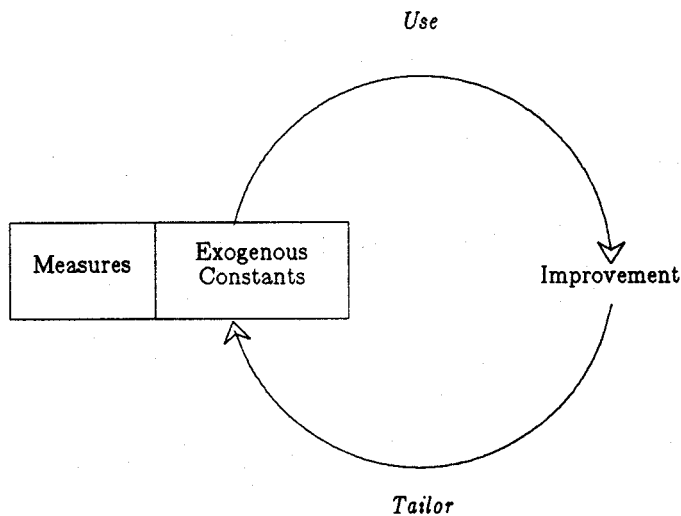 Use
Measures
Exogenous
Constants
Improvement
Tailor